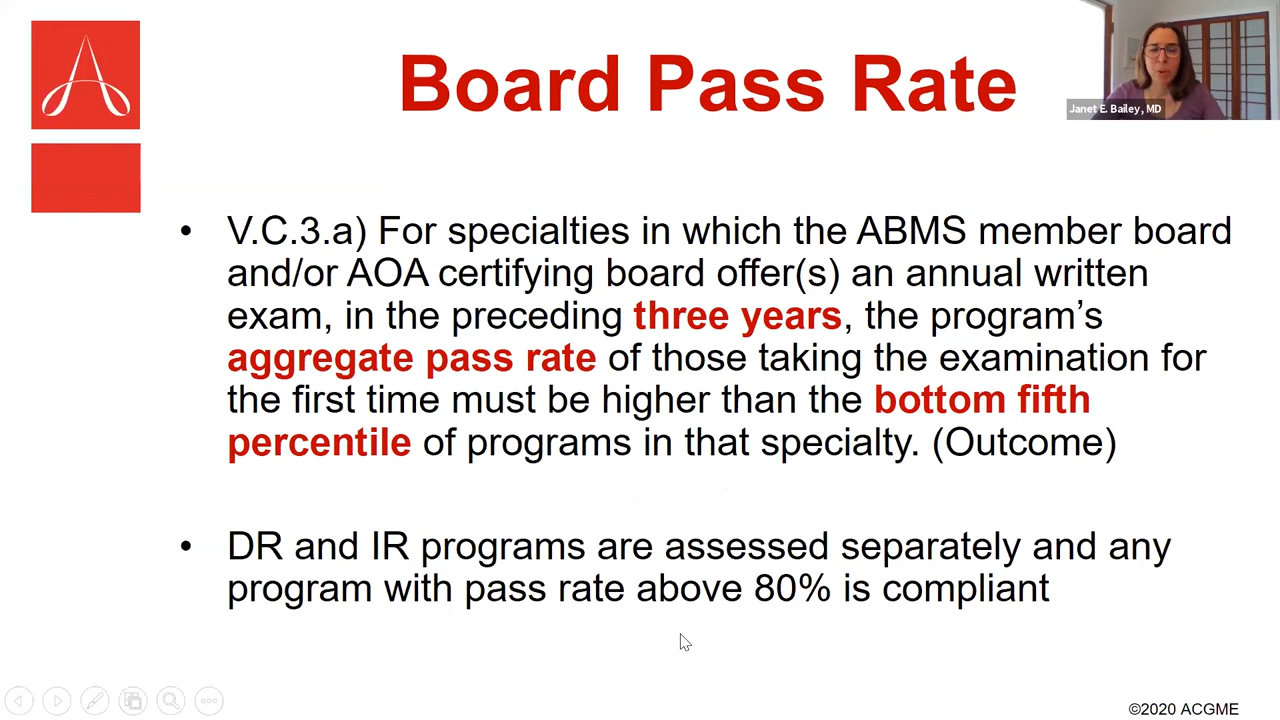 Board Pass Rate
Janet E. Bailey, MD
• V.C.3.a) For specialties in which the ABMS member board
and/or AOA certifying board offer(s) an annual written
exam, in the preceding three years, the program’s
aggregate pass rate of those taking the examination for
the first time must be higher than the bottom fifth
percentile of programs in that specialty. (Outcome)
• DR and IR programs are assessed separately and any
program with pass rate above 80% is compliant
©2020 ACGME